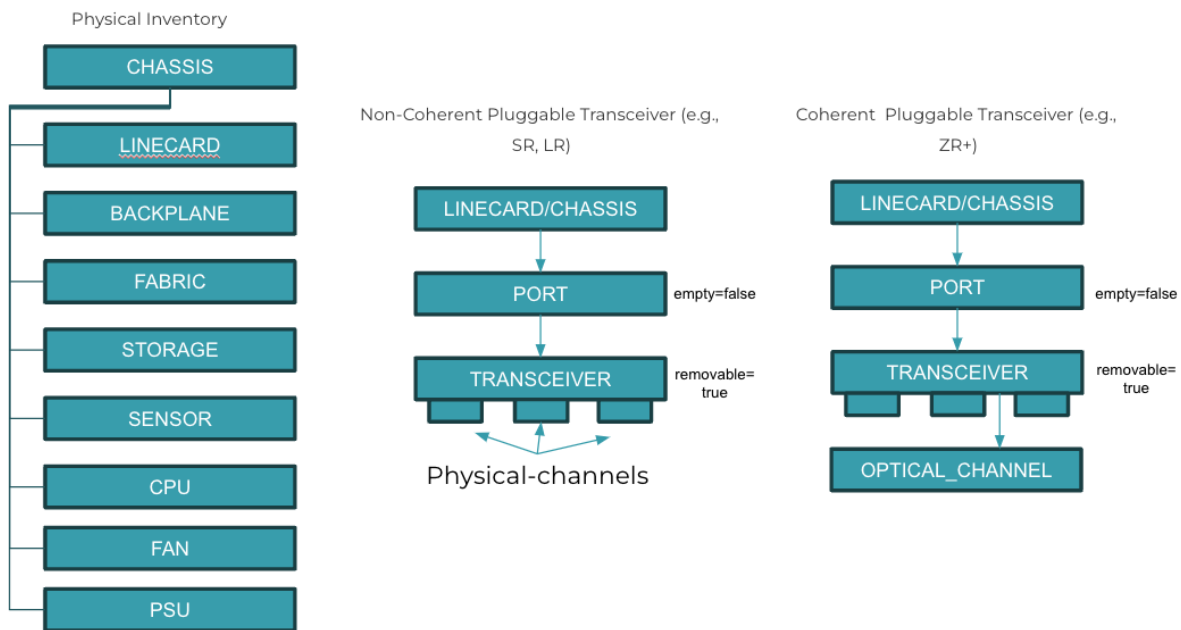 Physical Inventory
CHASSIS
LINECARD
BACKPLANE
FABRIC
STORAGE
SENSOR
CPU
FAN
PSU
Non-Coherent Pluggable Transceiver (e.g.,
SR, LR)
LINECARD/CHASSIS
PORT
empty=false
TRANSCEIVER
removable=
true
Physical-channels
Coherent  Pluggable Transceiver (e.g.,
ZR+)
LINECARD/CHASSIS
PORT
empty=false
TRANSCEIVER
removable=
true
OPTICAL_CHANNEL